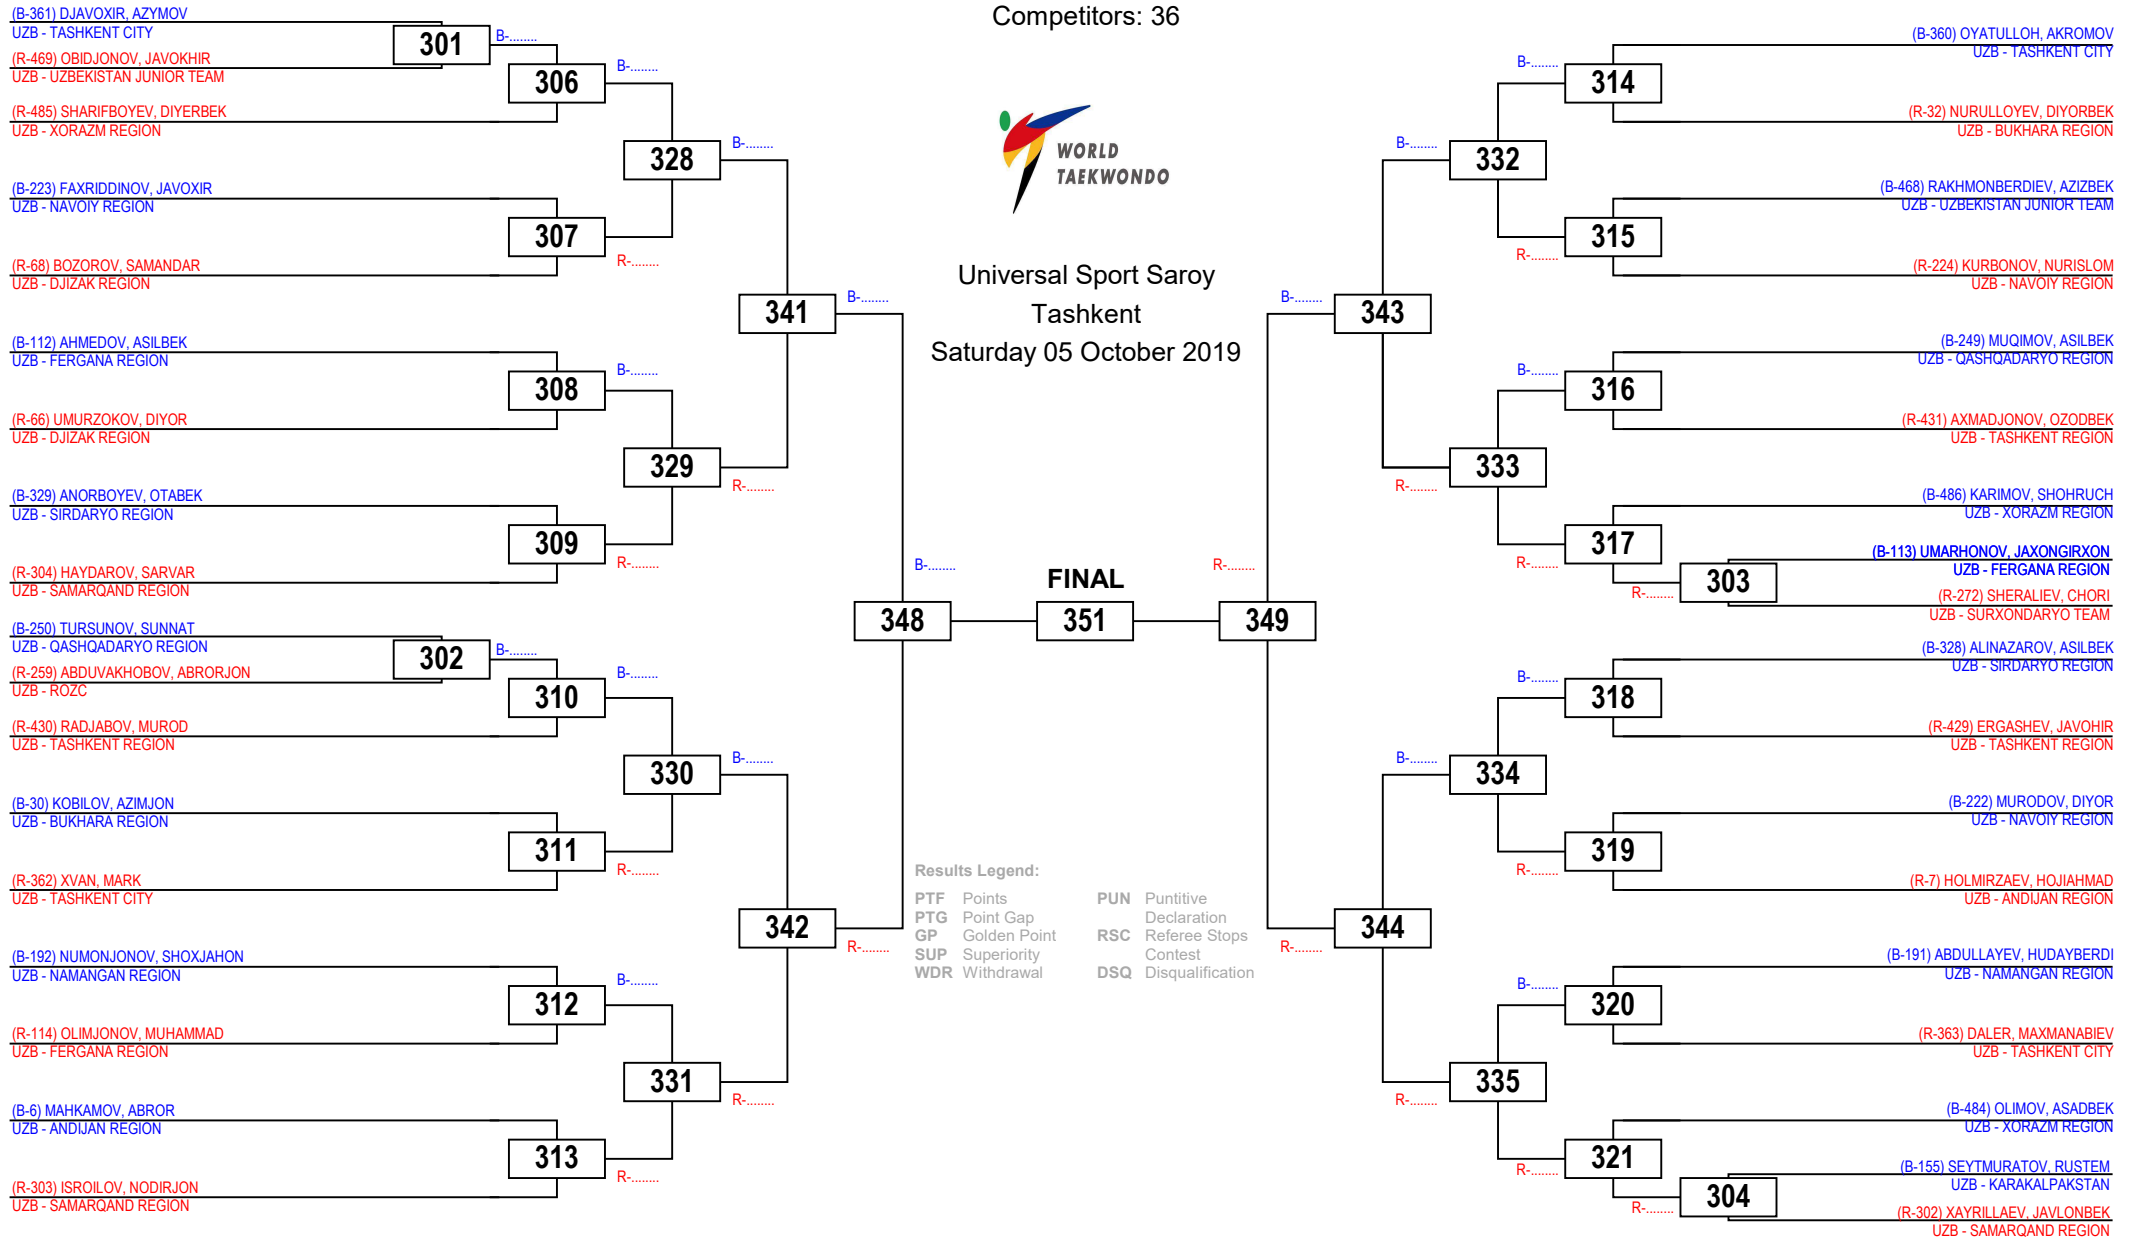 Competitors: 36
(B-361) DJAVOXIR, AZYMOV
UZB - TASHKENT CITY
301
B-........
(R-469) OBIDJONOV, JAVOKHIR
UZB - UZBEKISTAN JUNIOR TEAM
306
B-........
(R-485) SHARIFBOYEV, DIYERBEK
UZB - XORAZM REGION
328
B-........
(B-223) FAXRIDDINOV, JAVOXIR
UZB - NAVOIY REGION
307
R-........
(R-68) BOZOROV, SAMANDAR
UZB - DJIZAK REGION
341
B-........
(B-112) AHMEDOV, ASILBEK
UZB - FERGANA REGION
308
B-........
(R-66) UMURZOKOV, DIYOR
UZB - DJIZAK REGION
329
R-........
(B-329) ANORBOYEV, OTABEK
UZB - SIRDARYO REGION
309
R-........
(R-304) HAYDAROV, SARVAR
UZB - SAMARQAND REGION
B-........
348
(B-250) TURSUNOV, SUNNAT
UZB - QASHQADARYO REGION
302
B-........
(R-259) ABDUVAKHOBOV, ABRORJON
UZB - ROZC
310
B-........
(R-430) RADJABOV, MUROD
UZB - TASHKENT REGION
330
B-........
(B-30) KOBILOV, AZIMJON
UZB - BUKHARA REGION
311
R-........
(R-362) XVAN, MARK
UZB - TASHKENT CITY
342
R-........
(B-192) NUMONJONOV, SHOXJAHON
UZB - NAMANGAN REGION
312
B-........
(R-114) OLIMJONOV, MUHAMMAD
UZB - FERGANA REGION
331
R-........
(B-6) MAHKAMOV, ABROR
UZB - ANDIJAN REGION
313
R-........
(R-303) ISROILOV, NODIRJON
UZB - SAMARQAND REGION
WORLD
TAEKWONDO
Universal Sport Saroy
Tashkent
Saturday 05 October 2019
FINAL
351
Results Legend:
PTF Points
PTG Point Gap
GP Golden Point
SUP Superiority
WDR Withdrawal
PUN Puntitive
Declaration
RSC Referee Stops
Contest
DSQ Disqualification
(B-360) OYATULLOH, AKROMOV
UZB - TASHKENT CITY
B-........
314
(R-32) NURULLOYEV, DIYORBEK
UZB - BUKHARA REGION
B-........
332
(B-468) RAKHMONBERDIEV, AZIZBEK
UZB - UZBEKISTAN JUNIOR TEAM
R-........
315
(R-224) KURBONOV, NURISLOM
UZB - NAVOIY REGION
B-........
343
(B-249) MUQIMOV, ASILBEK
UZB - QASHQADARYO REGION
B-........
316
(R-431) AXMADJONOV, OZODBEK
UZB - TASHKENT REGION
R-........
333
(B-486) KARIMOV, SHOHRUCH
UZB - XORAZM REGION
R-........
317
(B-113) UMARHONOV, JAXONGIRXON
UZB - FERGANA REGION
R-........
303
(R-272) SHERALIEV, CHORI
UZB - SURXONDARYO TEAM
R-........
349
(B-328) ALINAZAROV, ASILBEK
UZB - SIRDARYO REGION
B-........
318
(R-429) ERGASHEV, JAVOHIR
UZB - TASHKENT REGION
B-........
334
(B-222) MURODOV, DIYOR
UZB - NAVOIY REGION
R-........
319
(R-7) HOLMIRZAEV, HOJIAHMAD
UZB - ANDIJAN REGION
R-........
344
(B-191) ABDULLAYEV, HUDAYBERDI
UZB - NAMANGAN REGION
B-........
320
(R-363) DALER, MAXMANABIEV
UZB - TASHKENT CITY
R-........
335
(B-484) OLIMOV, ASADBEK
UZB - XORAZM REGION
R-........
321
(B-155) SEYTMURATOV, RUSTEM
UZB - KARAKALPAKSTAN
R-........
304
(R-302) XAYRILLAEV, JAVLONBEK
UZB - SAMARQAND REGION